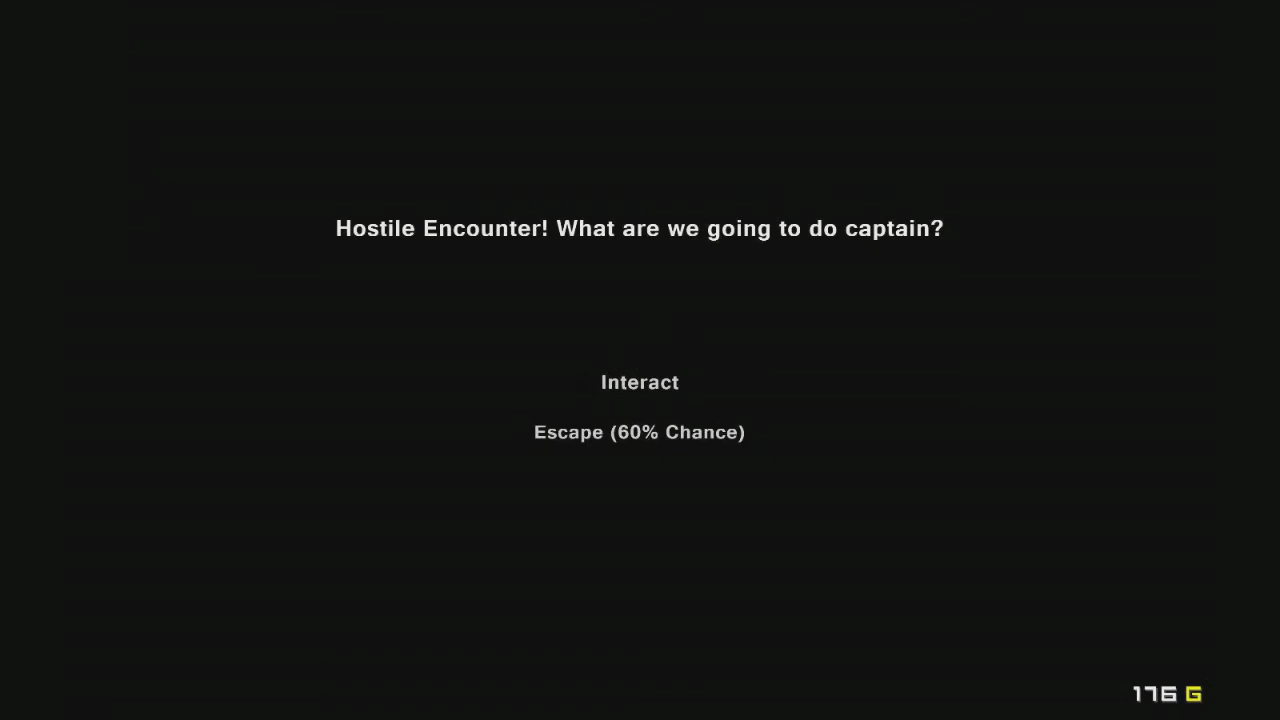 Hostile Encounter! What are we going to do captain?
Interact
Escape (60% Chance)
176 G